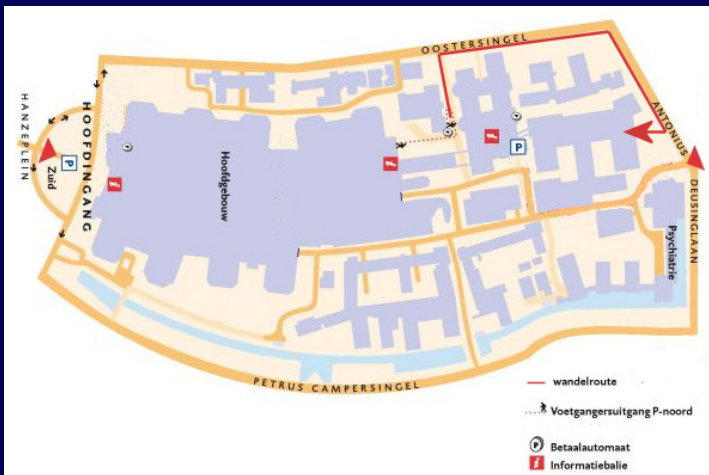 OOSTERSINGEL
ANTONIUS
DEUSINGLAAN
HANZEPLEIN
HOOFDINGANG
Zuid
P
P
i
Hoofdgebouw
i
P
i
P
P
Psychiatrie
PETRUS CAMPERSINGEL
wandelroute
Voetgangersuitgang P-noord
P Betaalautomaat
i Informatiebalie